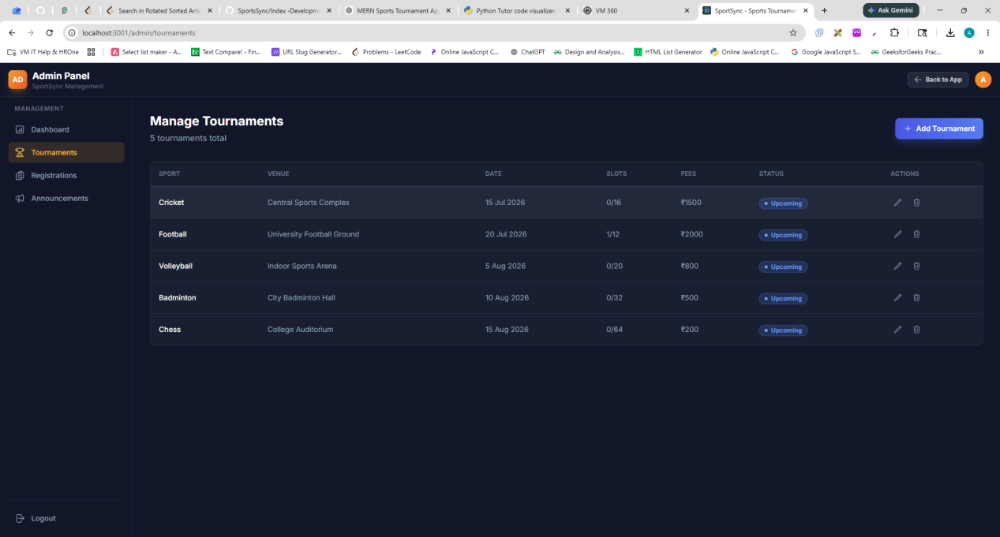 Search in Rotated Sorted Arra
SportsSync/Index -Developme
MERN Sports Tournament Ap
Python Tutor code visualizer:
VM 360
SportSync - Sports Tourname
Ask Gemini
localhost:3001/admin/tournaments
VM IT Help & HROne
Select list maker - A...
Text Compare! - Fin...
URL Slug Generator...
Problems - LeetCode
Online JavaScript C...
ChatGPT
Design and Analysis...
HTML List Generator
Online JavaScript C...
Google JavaScript S...
GeeksforGeeks Prac...
AD
Admin Panel
SportSync Management
Back to App
A
MANAGEMENT
Dashboard
Tournaments
Registrations
Announcements
Logout
Manage Tournaments
5 tournaments total
+ Add Tournament
SPORT VENUE DATE SLOTS FEES STATUS ACTIONS
Cricket Central Sports Complex 15 Jul 2026 0/16 ₹1500 Upcoming
Football University Football Ground 20 Jul 2026 1/12 ₹2000 Upcoming
Volleyball Indoor Sports Arena 5 Aug 2026 0/20 ₹800 Upcoming
Badminton City Badminton Hall 10 Aug 2026 0/32 ₹500 Upcoming
Chess College Auditorium 15 Aug 2026 0/64 ₹200 Upcoming